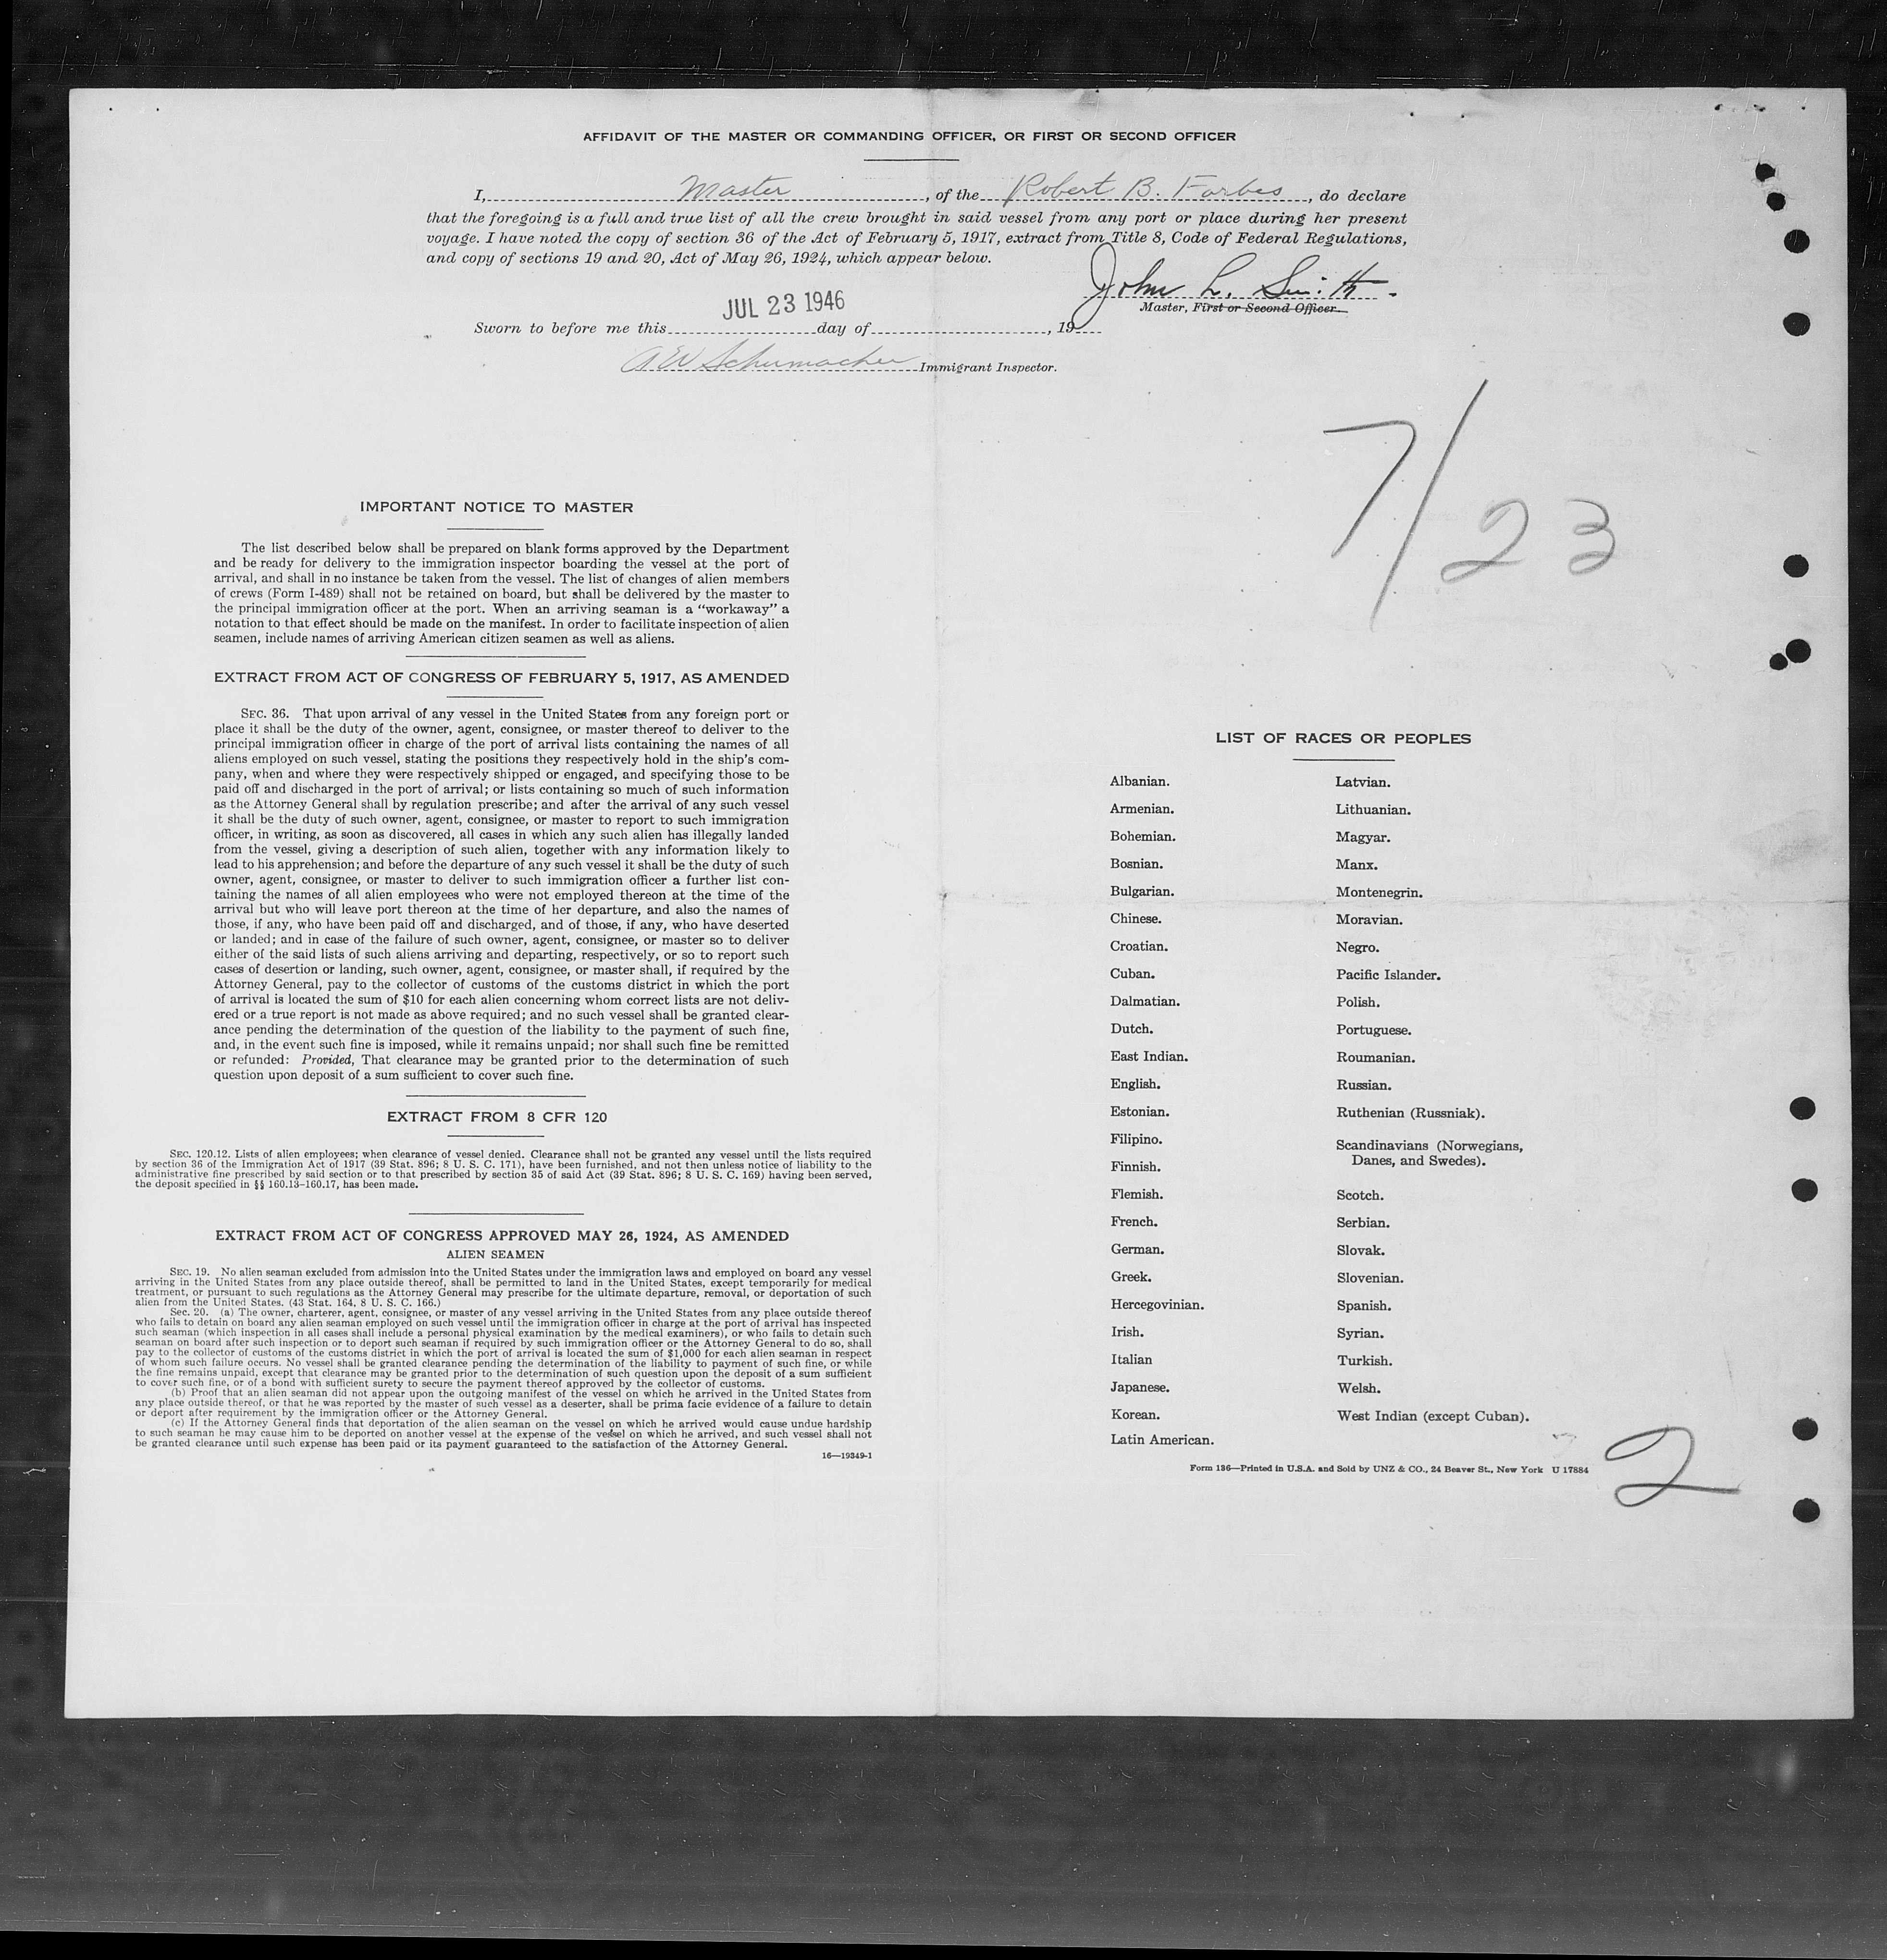 AFFIDAVIT OF THE MASTER OR COMMANDING OFFICER, OR FIRST OR SECOND OFFICER
I, Master, of the Robert B. Forbes, do declare
that the foregoing is a full and true list of all the crew brought in said vessel from any port or place during her present
voyage. I have noted the copy of section 36 of the Act of February 5, 1917, extract from Title 8, Code of Federal Regulations,
and copy of sections 19 and 20, Act of May 26, 1924, which appear below.
John L. Smith
Master, First or Second Officer.
JUL 23 1946
Sworn to before me this day of , 19
A W Schumacher Immigrant Inspector.
7/23
IMPORTANT NOTICE TO MASTER
The list described below shall be prepared on blank forms approved by the Department
and be ready for delivery to the immigration inspector boarding the vessel at the port of
arrival, and shall in no instance be taken from the vessel. The list of changes of alien members
of crews (Form I-489) shall not be retained on board, but shall be delivered by the master to
the principal immigration officer at the port. When an arriving seaman is a “workaway” a
notation to that effect should be made on the manifest. In order to facilitate inspection of alien
seamen, include names of arriving American citizen seamen as well as aliens.
EXTRACT FROM ACT OF CONGRESS OF FEBRUARY 5, 1917, AS AMENDED
SEC. 36. That upon arrival of any vessel in the United States from any foreign port or
place it shall be the duty of the owner, agent, consignee, or master thereof to deliver to the
principal immigration officer in charge of the port of arrival lists containing the names of all
aliens employed on such vessel, stating the positions they respectively hold in the ship's com-
pany, when and where they were respectively shipped or engaged, and specifying those to be
paid off and discharged in the port of arrival; or lists containing so much of such information
as the Attorney General shall by regulation prescribe; and after the arrival of any such vessel
it shall be the duty of such owner, agent, consignee, or master to report to such immigration
officer, in writing, as soon as discovered, all cases in which any such alien has illegally landed
from the vessel, giving a description of such alien, together with any information likely to
lead to his apprehension; and before the departure of any such vessel it shall be the duty of such
owner, agent, consignee, or master to deliver to such immigration officer a further list con-
taining the names of all alien employees who were not employed thereon at the time of the
arrival but who will leave port thereon at the time of her departure, and also the names of
those, if any, who have been paid off and discharged, and of those, if any, who have deserted
or landed; and in case of the failure of such owner, agent, consignee, or master so to deliver
either of the said lists of such aliens arriving and departing, respectively, or so to report such
cases of desertion or landing, such owner, agent, consignee, or master shall, if required by the
Attorney General, pay to the collector of customs of the customs district in which the port
of arrival is located the sum of $10 for each alien concerning whom correct lists are not deliv-
ered or a true report is not made as above required; and no such vessel shall be granted clear-
ance pending the determination of the question of the liability to the payment of such fine,
and, in the event such fine is imposed, while it remains unpaid; nor shall such fine be remitted
or refunded: Provided, That clearance may be granted prior to the determination of such
question upon deposit of a sum sufficient to cover such fine.
EXTRACT FROM 8 CFR 120
SEC. 120.12. Lists of alien employees; when clearance of vessel denied. Clearance shall not be granted any vessel until the lists required
by section 36 of the Immigration Act of 1917 (39 Stat. 896; 8 U. S. C. 171), have been furnished, and not then unless notice of liability to the
administrative fine prescribed by said section or to that prescribed by section 35 of said Act (39 Stat. 896; 8 U. S. C. 169) having been served,
the deposit specified in §§ 160.13–160.17, has been made.
EXTRACT FROM ACT OF CONGRESS APPROVED MAY 26, 1924, AS AMENDED
ALIEN SEAMEN
SEC. 19. No alien seaman excluded from admission into the United States under the immigration laws and employed on board any vessel
arriving in the United States from any place outside thereof, shall be permitted to land in the United States, except temporarily for medical
treatment, or pursuant to such regulations as the Attorney General may prescribe for the ultimate departure, removal, or deportation of such
alien from the United States. (43 Stat. 164, 8 U. S. C. 166.)
Sec. 20. (a) The owner, charterer, agent, consignee, or master of any vessel arriving in the United States from any place outside thereof
who fails to detain on board any alien seaman employed on such vessel until the immigration officer in charge at the port of arrival has inspected
such seaman (which inspection in all cases shall include a personal physical examination by the medical examiners), or who fails to detain such
seaman on board after such inspection or to deport such seaman if required by such immigration officer or the Attorney General to do so, shall
pay to the collector of customs of the customs district in which the port of arrival is located the sum of $1,000 for each alien seaman in respect
of whom such failure occurs. No vessel shall be granted clearance pending the determination of the liability to payment of such fine, or while
the fine remains unpaid, except that clearance may be granted prior to the determination of such question upon the deposit of a sum sufficient
to cover such fine, or of a bond with sufficient surety to secure the payment thereof approved by the collector of customs.
(b) Proof that an alien seaman did not appear upon the outgoing manifest of the vessel on which he arrived in the United States from
any place outside thereof, or that he was reported by the master of such vessel as a deserter, shall be prima facie evidence of a failure to detain
or deport after requirement by the immigration officer or the Attorney General.
(c) If the Attorney General finds that deportation of the alien seaman on the vessel on which he arrived would cause undue hardship
to such seaman he may cause him to be deported on another vessel at the expense of the vessel on which he arrived, and such vessel shall not
be granted clearance until such expense has been paid or its payment guaranteed to the satisfaction of the Attorney General.
16—19349-1
LIST OF RACES OR PEOPLES
Albanian.
Armenian.
Bohemian.
Bosnian.
Bulgarian.
Chinese.
Croatian.
Cuban.
Dalmatian.
Dutch.
East Indian.
English.
Estonian.
Filipino.
Finnish.
Flemish.
French.
German.
Greek.
Hercegovinian.
Irish.
Italian
Japanese.
Korean.
Latin American.
Latvian.
Lithuanian.
Magyar.
Manx.
Montenegrin.
Moravian.
Negro.
Pacific Islander.
Polish.
Portuguese.
Roumanian.
Russian.
Ruthenian (Russniak).
Scandinavians (Norwegians,
Danes, and Swedes).
Scotch.
Serbian.
Slovak.
Slovenian.
Spanish.
Syrian.
Turkish.
Welsh.
West Indian (except Cuban).
2
Form 136—Printed in U.S.A. and Sold by UNZ & CO., 24 Beaver St., New York U 17884